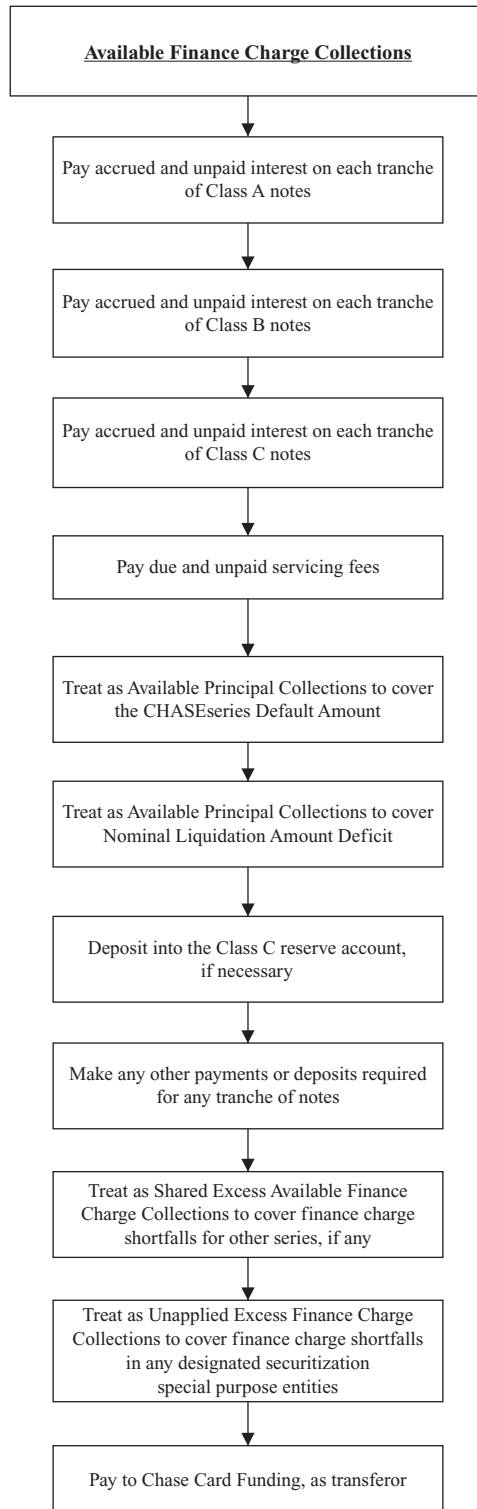 Available Finance Charge Collections
Pay accrued and unpaid interest on each tranche
of Class A notes
Pay accrued and unpaid interest on each tranche
of Class B notes
Pay accrued and unpaid interest on each tranche
of Class C notes
Pay due and unpaid servicing fees
Treat as Available Principal Collections to cover
the CHASEseries Default Amount
Treat as Available Principal Collections to cover
Nominal Liquidation Amount Deficit
Deposit into the Class C reserve account,
if necessary
Make any other payments or deposits required
for any tranche of notes
Treat as Shared Excess Available Finance
Charge Collections to cover finance charge
shortfalls for other series, if any
Treat as Unapplied Excess Finance Charge
Collections to cover finance charge shortfalls
in any designated securitization
special purpose entities
Pay to Chase Card Funding, as transferor